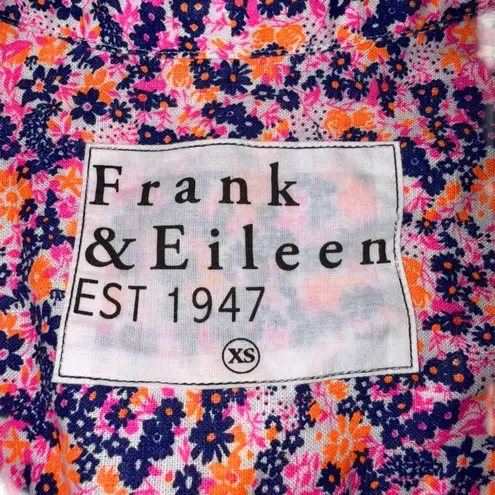 Frank
& Eileen
EST 1947
XS